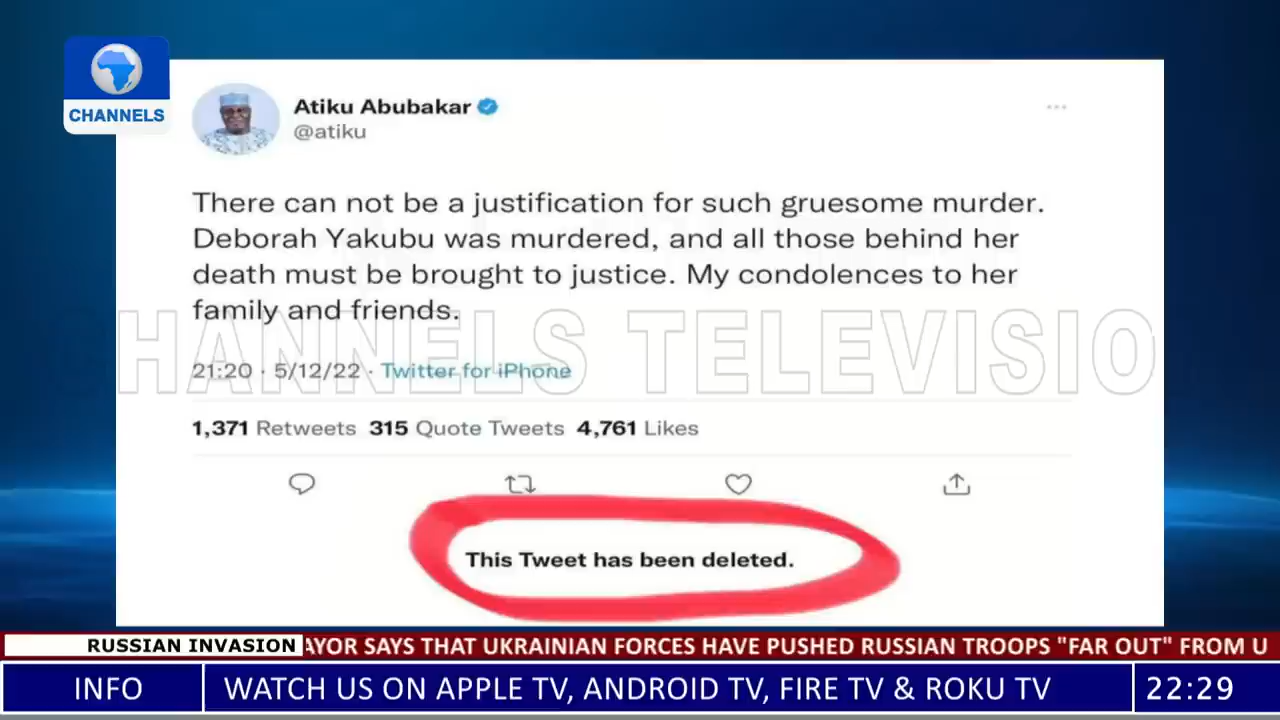 CHANNELS
Atiku Abubakar
@atiku
There can not be a justification for such gruesome murder.
Deborah Yakubu was murdered, and all those behind her
death must be brought to justice. My condolences to her
family and friends.
HANNELS TELEVISIO
21:20 · 5/12/22 · Twitter for iPhone
1,371 Retweets 315 Quote Tweets 4,761 Likes
This Tweet has been deleted.
RUSSIAN INVASION AYOR SAYS THAT UKRAINIAN FORCES HAVE PUSHED RUSSIAN TROOPS "FAR OUT" FROM U
INFO WATCH US ON APPLE TV, ANDROID TV, FIRE TV & ROKU TV 22:29